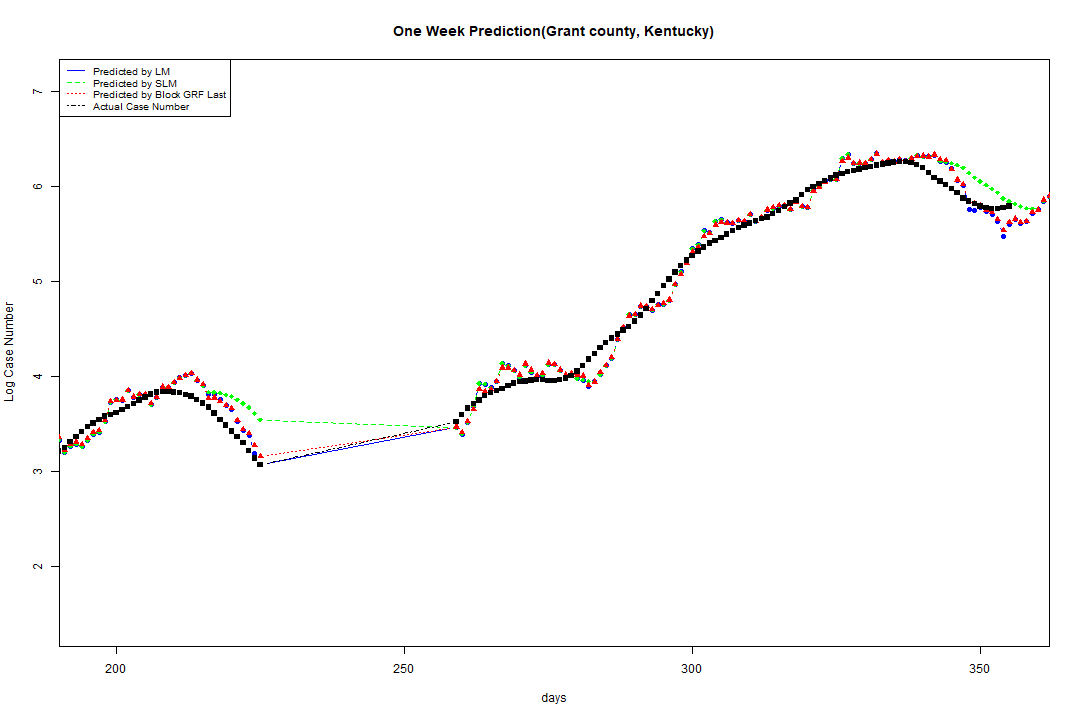 One Week Prediction(Grant county, Kentucky)
Predicted by LM
Predicted by SLM
Predicted by Block GRF Last
Actual Case Number
7
6
5
4
3
2
Log Case Number
200 250 300 350
days